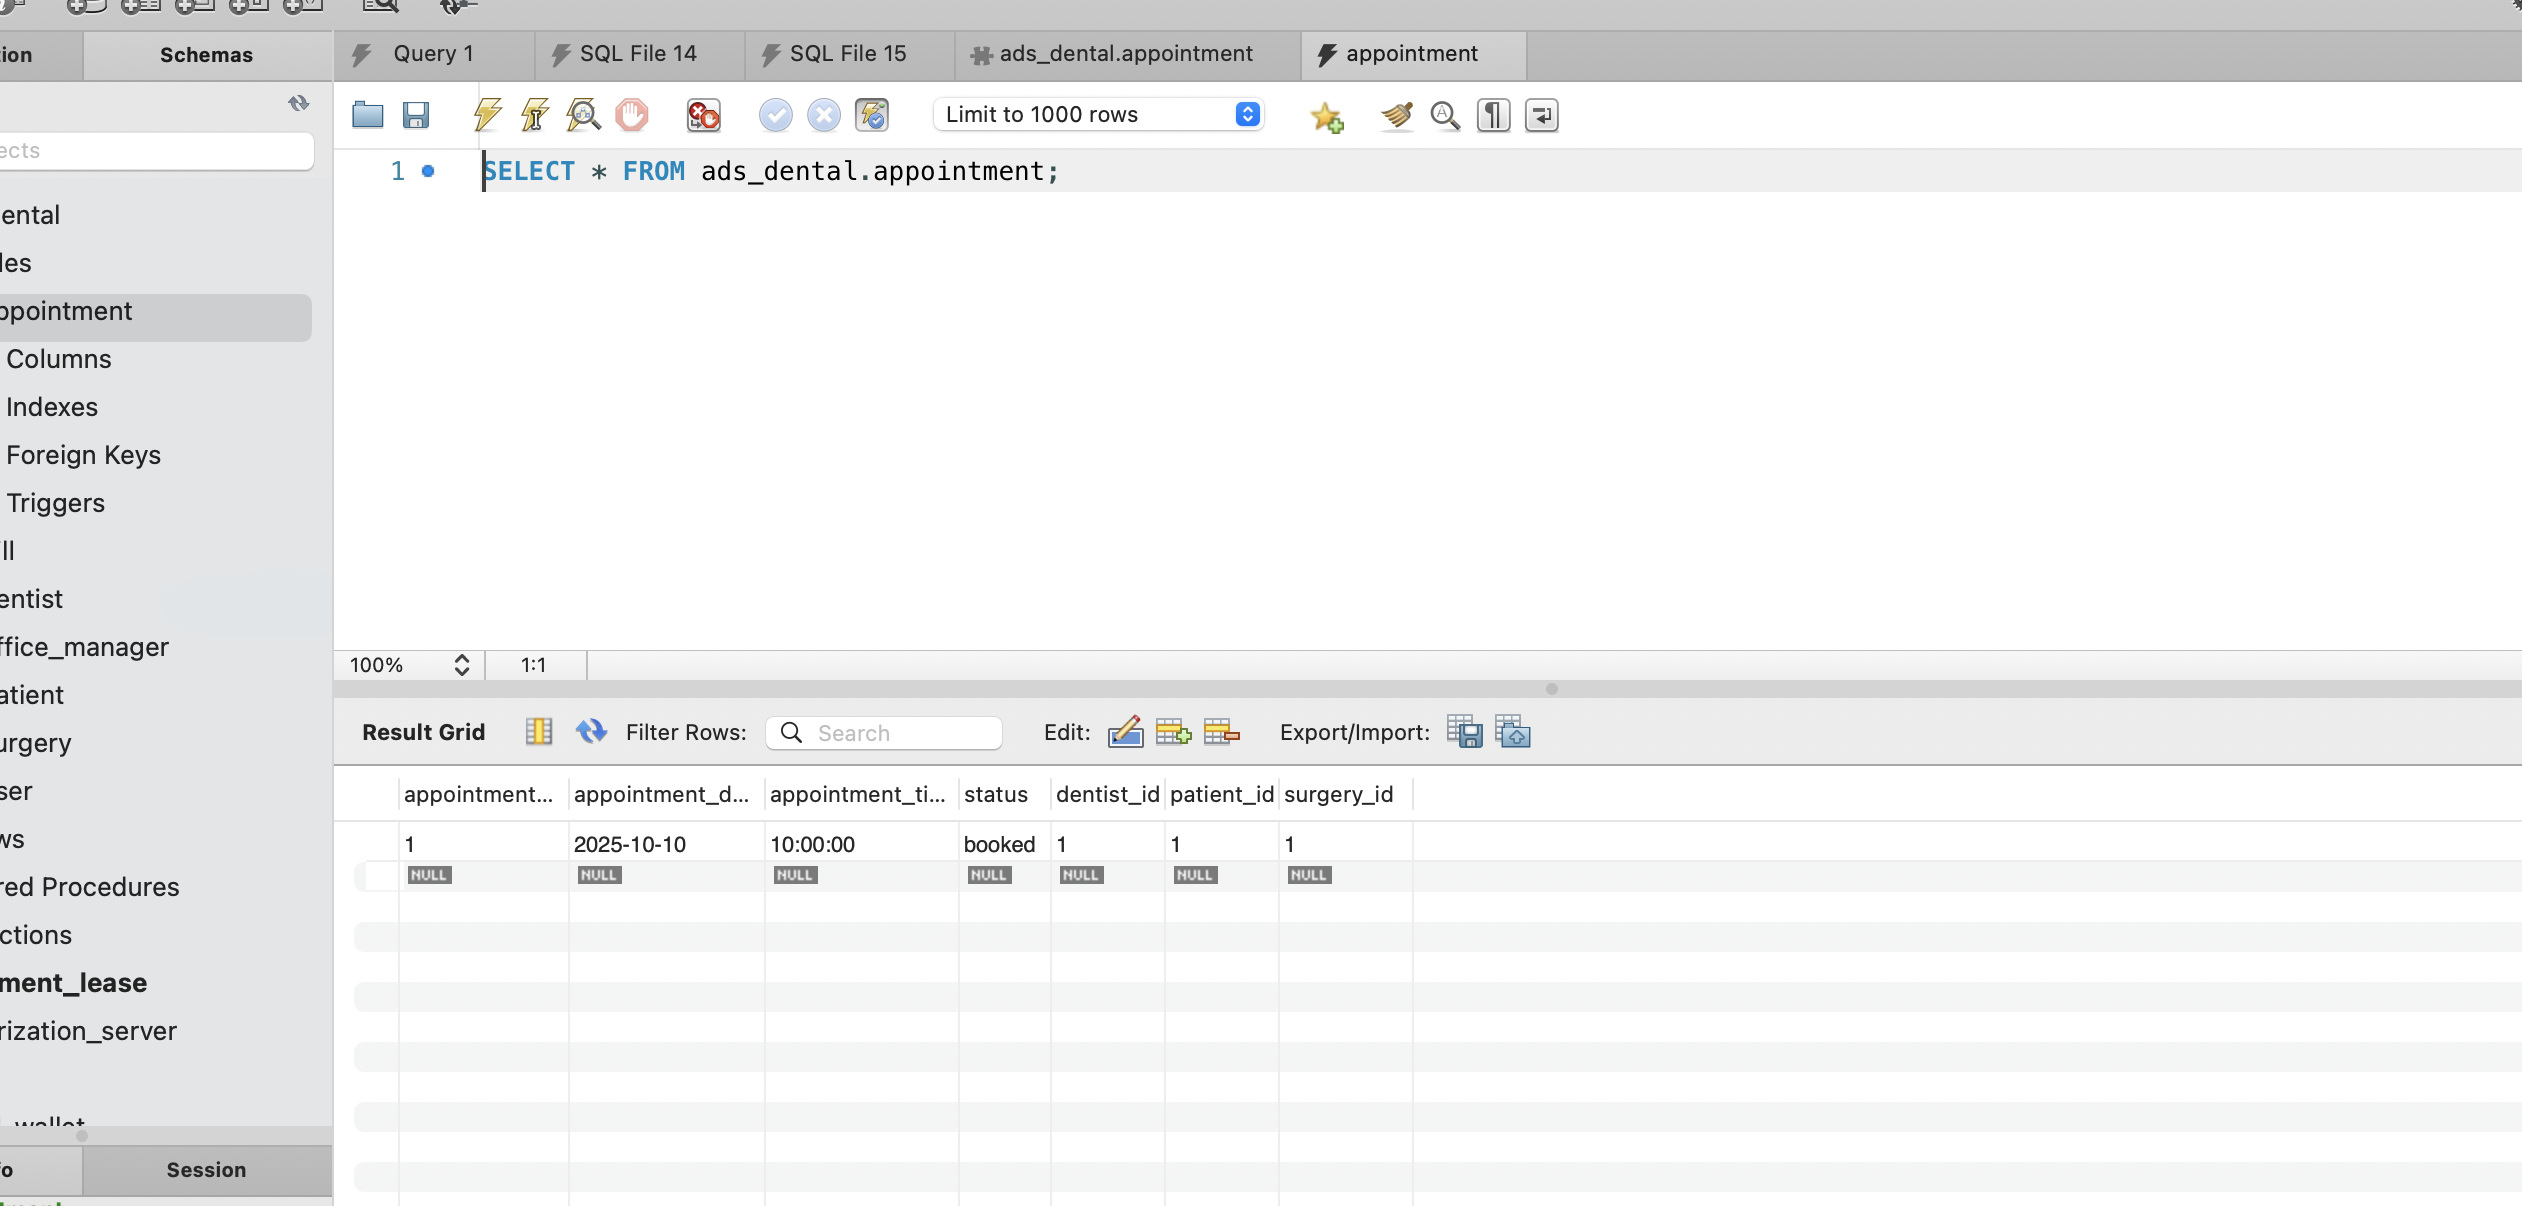 ion
Schemas
Query 1
SQL File 14
SQL File 15
ads_dental.appointment
appointment
Limit to 1000 rows
ects
1
SELECT * FROM ads_dental.appointment;
ental
les
ppointment
Columns
Indexes
Foreign Keys
Triggers
ill
entist
ffice_manager
atient
urgery
ser
ws
red Procedures
ctions
ment_lease
rization_server
_wallet
fo
Session
100%
1:1
Result Grid
Filter Rows:
Search
Edit:
Export/Import:
appointment... appointment_d... appointment_ti... status dentist_id patient_id surgery_id
1 2025-10-10 10:00:00 booked 1 1 1
NULL NULL NULL NULL NULL NULL NULL